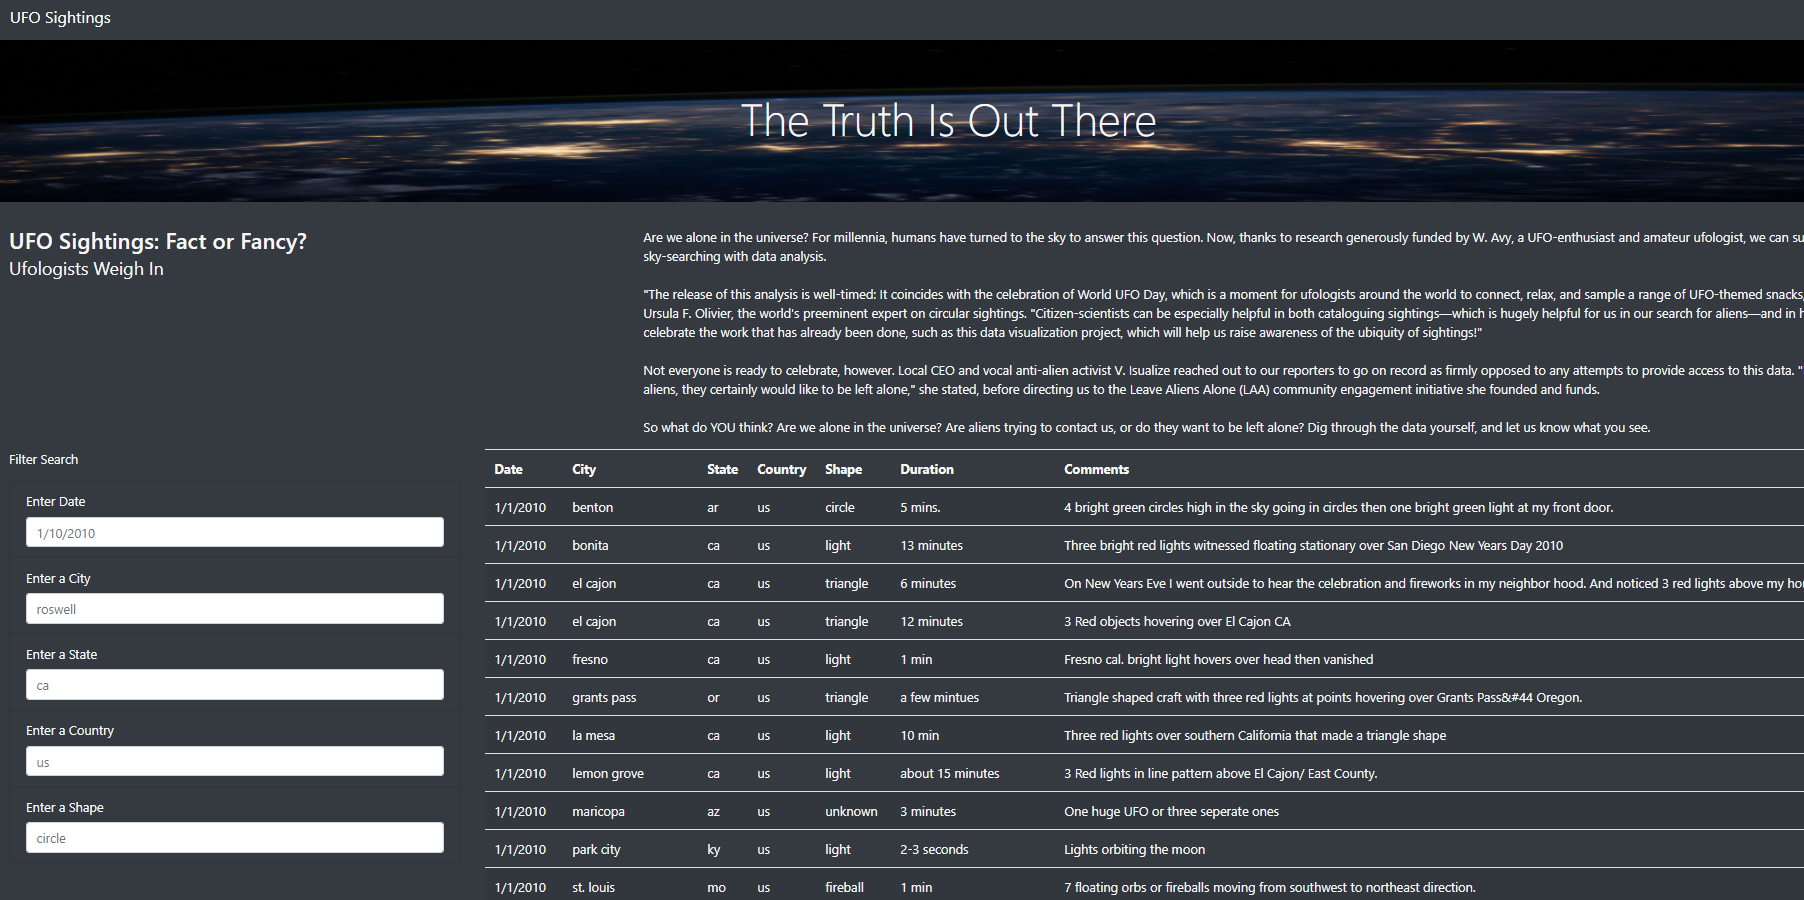 UFO Sightings
The Truth Is Out There
UFO Sightings: Fact or Fancy?
Ufologists Weigh In
Are we alone in the universe? For millennia, humans have turned to the sky to answer this question. Now, thanks to research generously funded by W. Avy, a UFO-enthusiast and amateur ufologist, we can su
sky-searching with data analysis.
"The release of this analysis is well-timed: It coincides with the celebration of World UFO Day, which is a moment for ufologists around the world to connect, relax, and sample a range of UFO-themed snacks,
Ursula F. Olivier, the world's preeminent expert on circular sightings. "Citizen-scientists can be especially helpful in both cataloguing sightings—which is hugely helpful for us in our search for aliens—and in h
celebrate the work that has already been done, such as this data visualization project, which will help us raise awareness of the ubiquity of sightings!"
Not everyone is ready to celebrate, however. Local CEO and vocal anti-alien activist V. Isualize reached out to our reporters to go on record as firmly opposed to any attempts to provide access to this data. "
aliens, they certainly would like to be left alone," she stated, before directing us to the Leave Aliens Alone (LAA) community engagement initiative she founded and funds.
So what do YOU think? Are we alone in the universe? Are aliens trying to contact us, or do they want to be left alone? Dig through the data yourself, and let us know what you see.
Filter Search
Enter Date
1/10/2010
Enter a City
roswell
Enter a State
ca
Enter a Country
us
Enter a Shape
circle
Date City State Country Shape Duration Comments
1/1/2010 benton ar us circle 5 mins. 4 bright green circles high in the sky going in circles then one bright green light at my front door.
1/1/2010 bonita ca us light 13 minutes Three bright red lights witnessed floating stationary over San Diego New Years Day 2010
1/1/2010 el cajon ca us triangle 6 minutes On New Years Eve I went outside to hear the celebration and fireworks in my neighbor hood. And noticed 3 red lights above my hou
1/1/2010 el cajon ca us triangle 12 minutes 3 Red objects hovering over El Cajon CA
1/1/2010 fresno ca us light 1 min Fresno cal. bright light hovers over head then vanished
1/1/2010 grants pass or us triangle a few mintues Triangle shaped craft with three red lights at points hovering over Grants Pass&#44 Oregon.
1/1/2010 la mesa ca us light 10 min Three red lights over southern California that made a triangle shape
1/1/2010 lemon grove ca us light about 15 minutes 3 Red lights in line pattern above El Cajon/ East County.
1/1/2010 maricopa az us unknown 3 minutes One huge UFO or three seperate ones
1/1/2010 park city ky us light 2-3 seconds Lights orbiting the moon
1/1/2010 st. louis mo us fireball 1 min 7 floating orbs or fireballs moving from southwest to northeast direction.